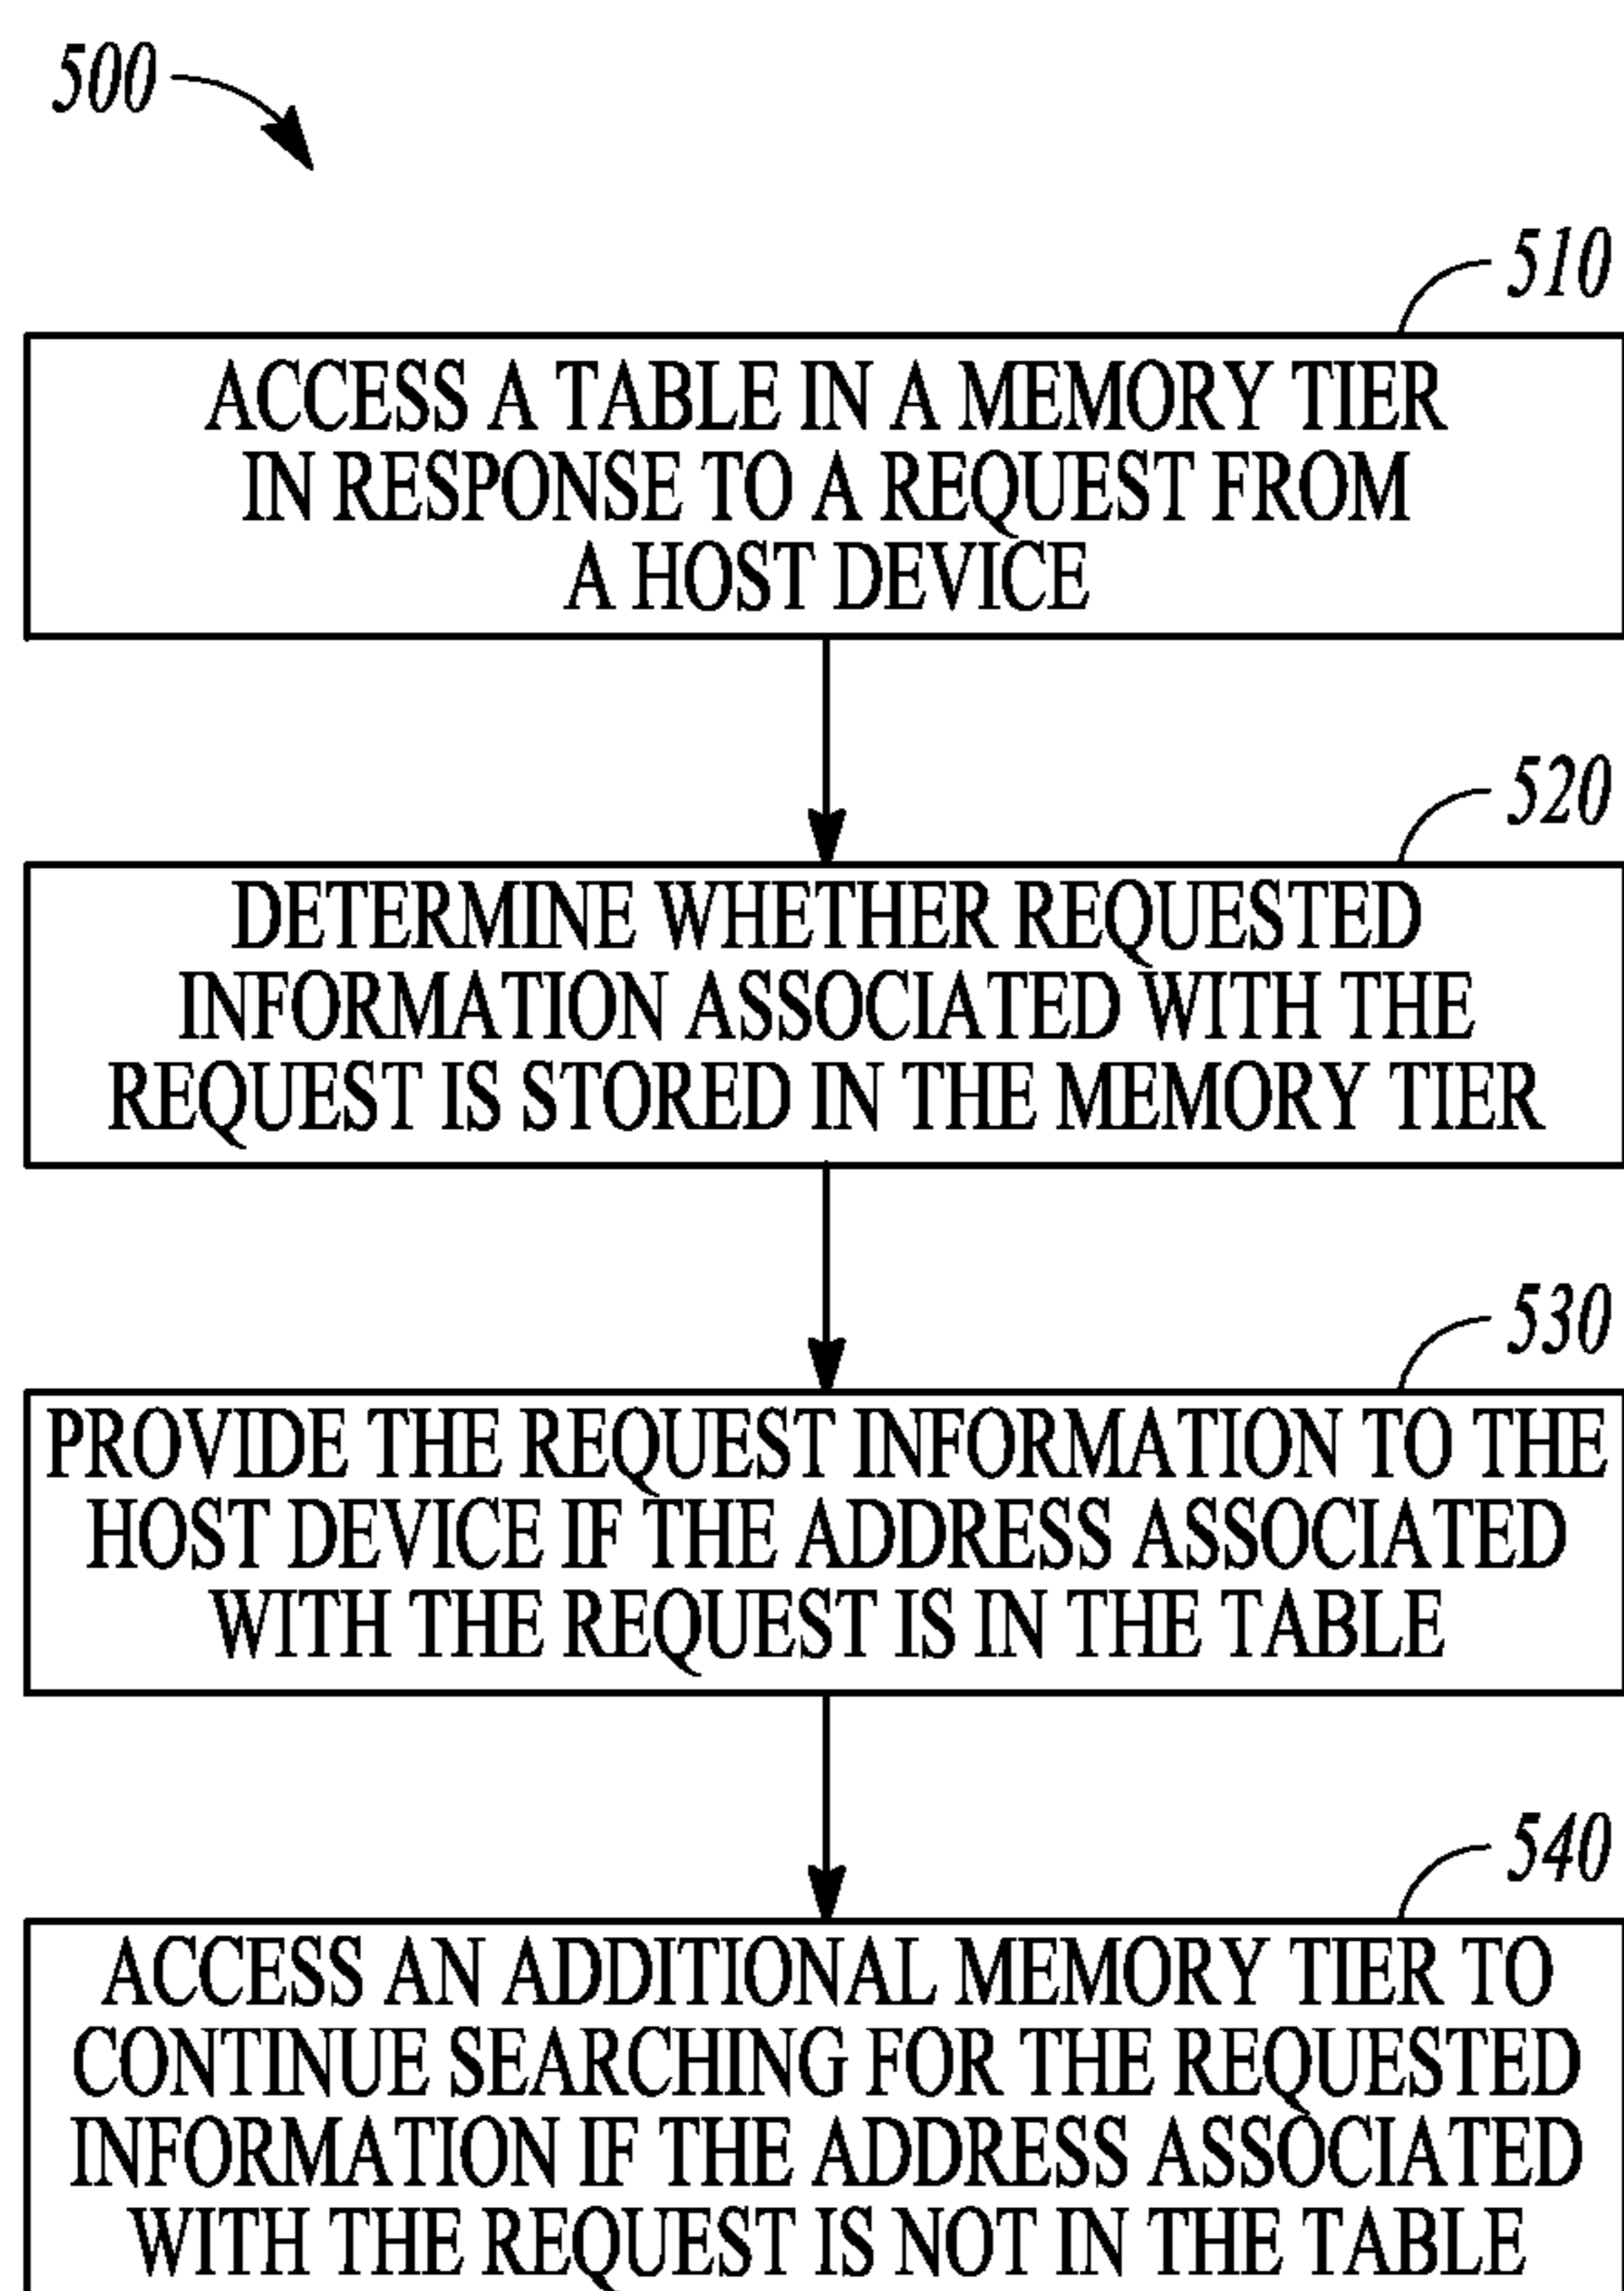 500
510
ACCESS A TABLE IN A MEMORY TIER
IN RESPONSE TO A REQUEST FROM
A HOST DEVICE
520
DETERMINE WHETHER REQUESTED
INFORMATION ASSOCIATED WITH THE
REQUEST IS STORED IN THE MEMORY TIER
530
PROVIDE THE REQUEST INFORMATION TO THE
HOST DEVICE IF THE ADDRESS ASSOCIATED
WITH THE REQUEST IS IN THE TABLE
540
ACCESS AN ADDITIONAL MEMORY TIER TO
CONTINUE SEARCHING FOR THE REQUESTED
INFORMATION IF THE ADDRESS ASSOCIATED
WITH THE REQUEST IS NOT IN THE TABLE